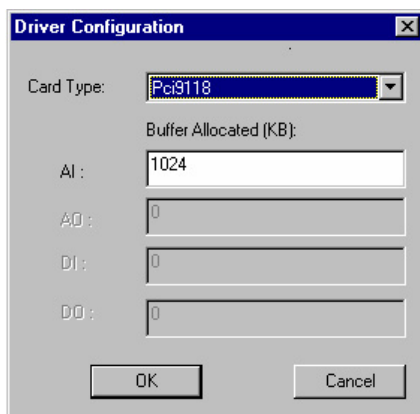 Driver Configuration
Card Type: Pci9118
Buffer Allocated (KB):
AI : 1024
AO : 0
DI : 0
DO : 0
OK Cancel